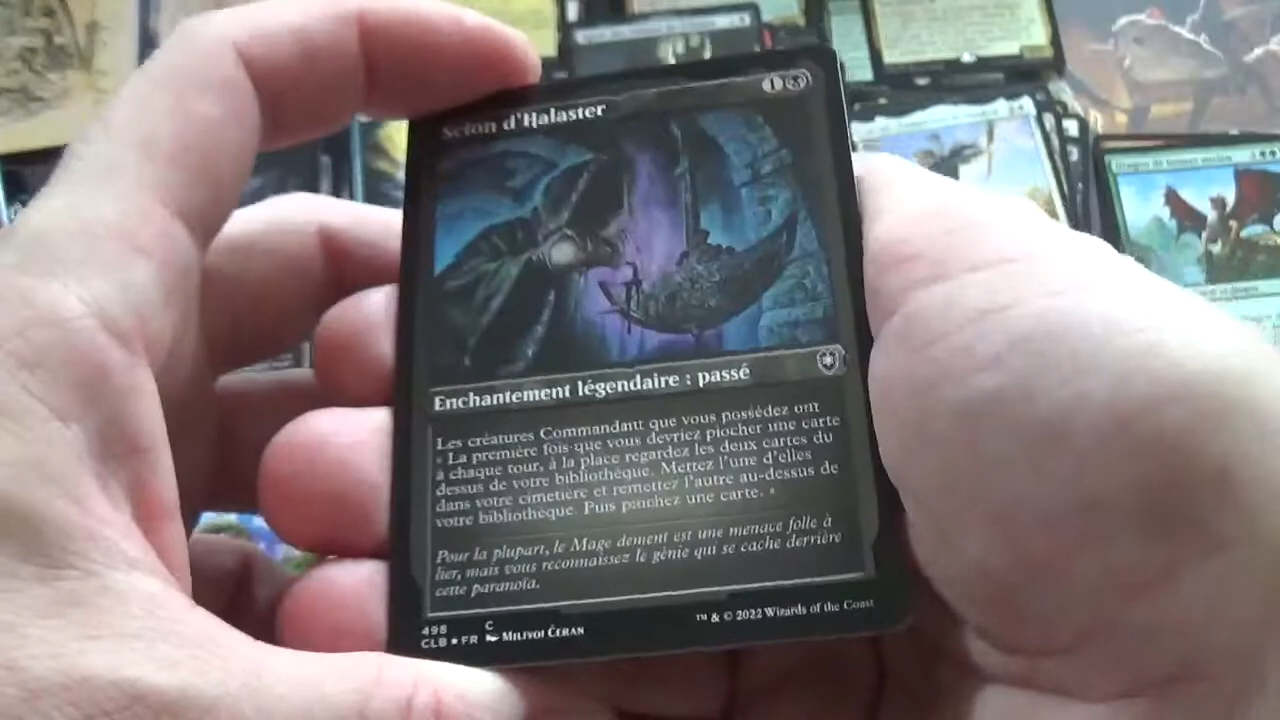 Scion d'Halaster
1
Enchantement légendaire : passé
Les créatures Commandant que vous possédez ont
« La première fois que vous devriez piocher une carte
à chaque tour, à la place regardez les deux cartes du
dessus de votre bibliothèque. Mettez l'une d'elles
dans votre cimetière et remettez l'autre au-dessus de
votre bibliothèque. Puis piochez une carte. »
Pour la plupart, le Mage dément est une menace folle à
lier, mais vous reconnaissez le génie qui se cache derrière
cette paranoïa.
498 C
CLB ★ FR MILIVOJ ĆERAN
™ & © 2022 Wizards of the Coast